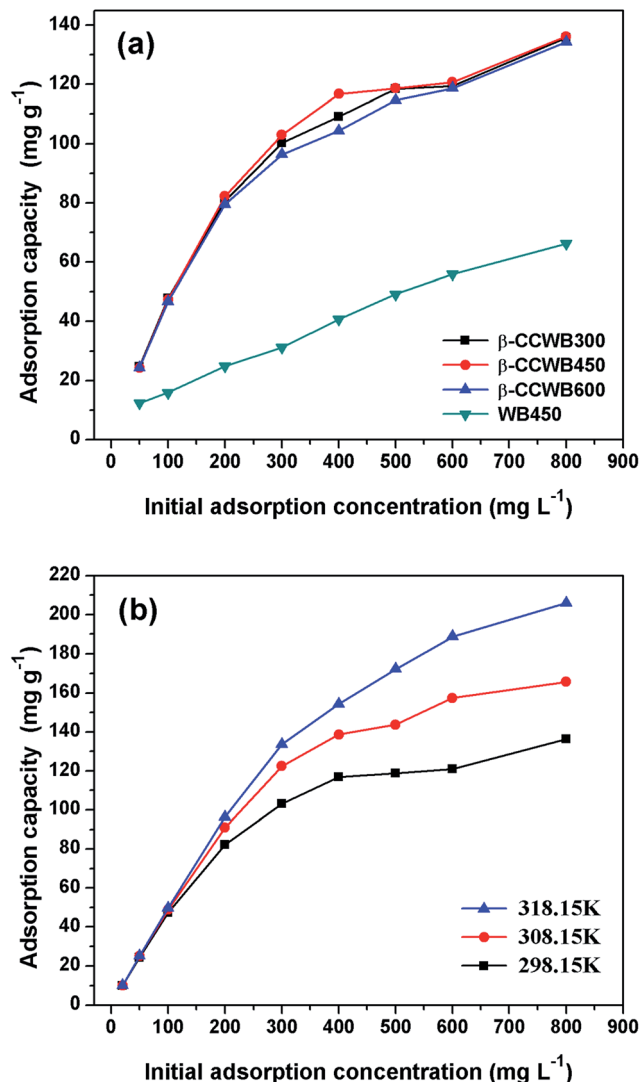 (a)
Adsorption capacity (mg g⁻¹)
140
120
100
80
60
40
20
0
β-CCWB300
β-CCWB450
β-CCWB600
WB450
0 100 200 300 400 500 600 700 800 900
Initial adsorption concentration (mg L⁻¹)
(b)
Adsorption capacity (mg g⁻¹)
220
200
180
160
140
120
100
80
60
40
20
0
318.15K
308.15K
298.15K
0 100 200 300 400 500 600 700 800 900
Initial adsorption concentration (mg L⁻¹)